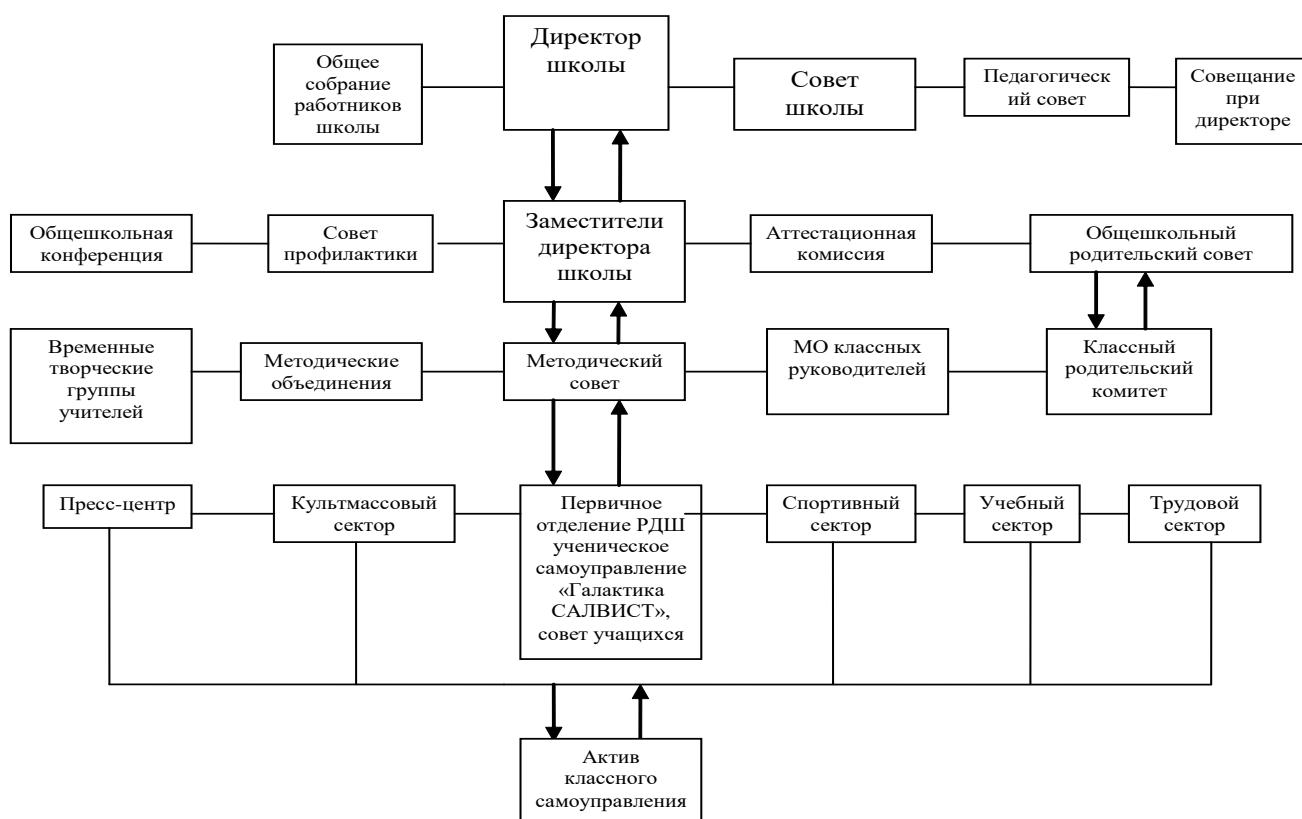 Общее
собрание
работников
школы
Директор
школы
Совет
школы
Педагогическ
ий совет
Совещание
при
директоре
Общешкольная
конференция
Совет
профилактики
Заместители
директора
школы
Аттестационная
комиссия
Общешкольный
родительский совет
Временные
творческие
группы
учителей
Методические
объединения
Методический
совет
МО классных
руководителей
Классный
родительский
комитет
Пресс-центр
Культмассовый
сектор
Первичное
отделение РДШ
ученическое
самоуправление
«Галактика
САЛВИСТ»,
совет учащихся
Спортивный
сектор
Учебный
сектор
Трудовой
сектор
Актив
классного
самоуправления